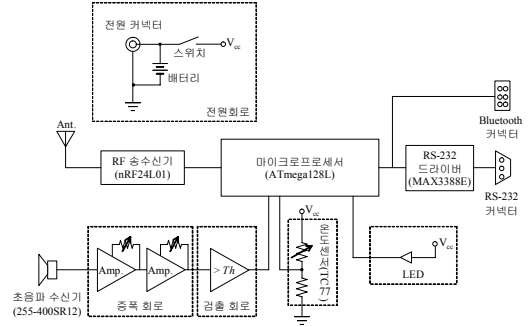 전원 커넥터
스위치
Vcc
배터리
전원회로
Ant.
RF 송수신기
(nRF24L01)
마이크로프로세서
(ATmega128L)
RS-232
드라이버
(MAX3388E)
Bluetooth
커넥터
RS-232
커넥터
Vcc
온도센서(TC77)
Vcc
LED
Amp.
Amp.
> Th
초음파 수신기
(255-400SR12)
증폭 회로
검출 회로